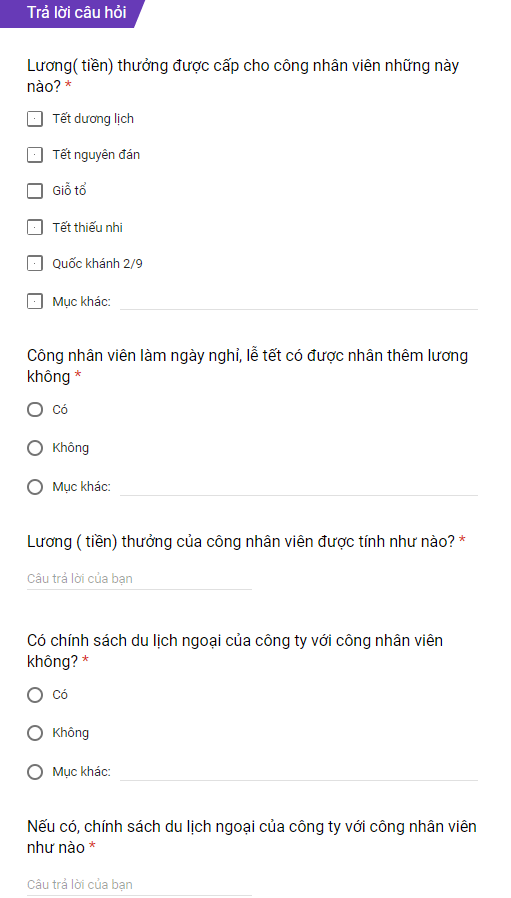 Trả lời câu hỏi
Lương( tiền) thưởng được cấp cho công nhân viên những này
nào? *
Tết dương lịch
Tết nguyên đán
Giỗ tổ
Tết thiếu nhi
Quốc khánh 2/9
Mục khác:
Công nhân viên làm ngày nghỉ, lễ tết có được nhân thêm lương
không *
Có
Không
Mục khác:
Lương ( tiền) thưởng của công nhân viên được tính như nào? *
Câu trả lời của bạn
Có chính sách du lịch ngoại của công ty với công nhân viên
không? *
Có
Không
Mục khác:
Nếu có, chính sách du lịch ngoại của công ty với công nhân viên
như nào *
Câu trả lời của bạn